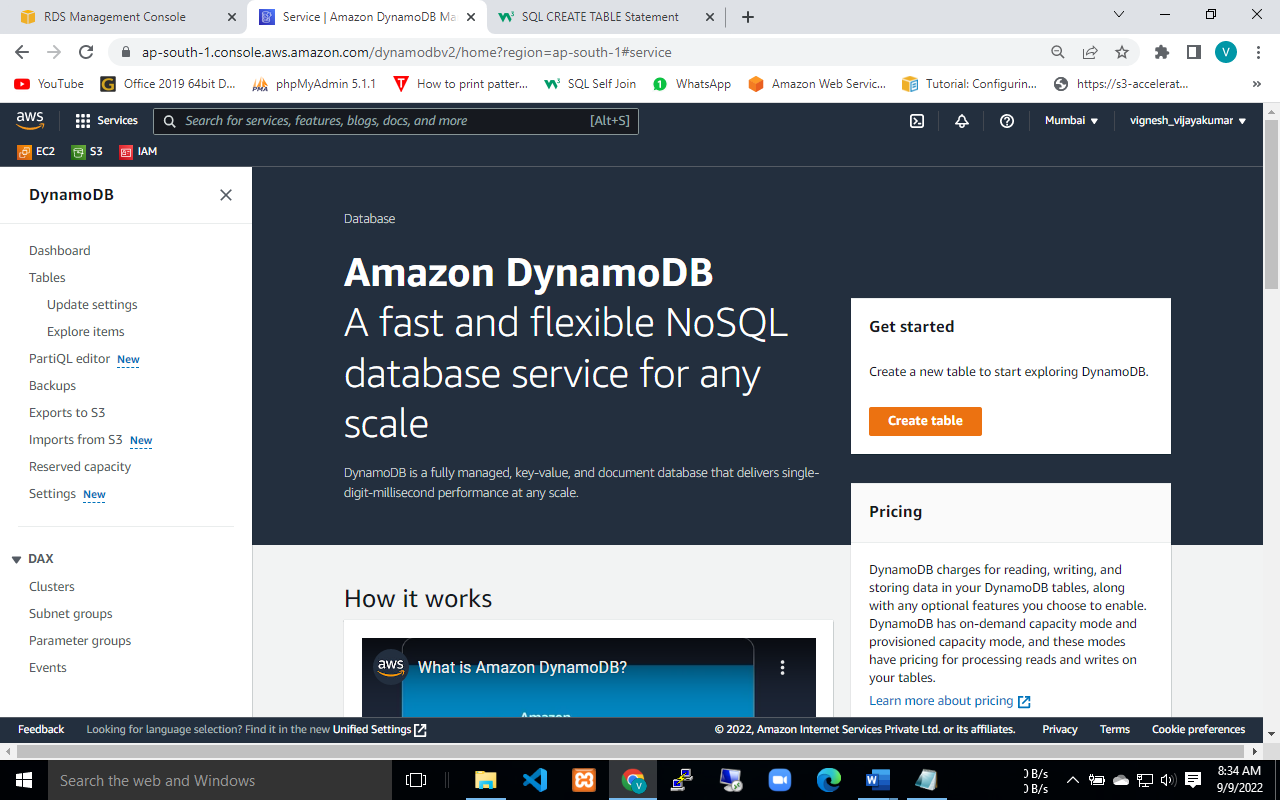 RDS Management Console
Service | Amazon DynamoDB Ma
SQL CREATE TABLE Statement
ap-south-1.console.aws.amazon.com/dynamodbv2/home?region=ap-south-1#service
V
YouTube
Office 2019 64bit D...
phpMyAdmin 5.1.1
How to print patter...
SQL Self Join
WhatsApp
Amazon Web Servic...
Tutorial: Configurin...
https://s3-accelerat...
aws
Services
Search for services, features, blogs, docs, and more
[Alt+S]
Mumbai
vignesh_vijayakumar
EC2
S3
IAM
DynamoDB
Dashboard
Tables
Update settings
Explore items
PartiQL editor New
Backups
Exports to S3
Imports from S3 New
Reserved capacity
Settings New
DAX
Clusters
Subnet groups
Parameter groups
Events
Database
Amazon DynamoDB
A fast and flexible NoSQL
database service for any
scale
DynamoDB is a fully managed, key-value, and document database that delivers single-
digit-millisecond performance at any scale.
Get started
Create a new table to start exploring DynamoDB.
Create table
Pricing
DynamoDB charges for reading, writing, and
storing data in your DynamoDB tables, along
with any optional features you choose to enable.
DynamoDB has on-demand capacity mode and
provisioned capacity mode, and these modes
have pricing for processing reads and writes on
your tables.
Learn more about pricing
How it works
aws
What is Amazon DynamoDB?
Amazon
Feedback
Looking for language selection? Find it in the new Unified Settings
© 2022, Amazon Internet Services Private Ltd. or its affiliates.
Privacy
Terms
Cookie preferences
Search the web and Windows
0 B/s
0 B/s
8:34 AM
9/9/2022